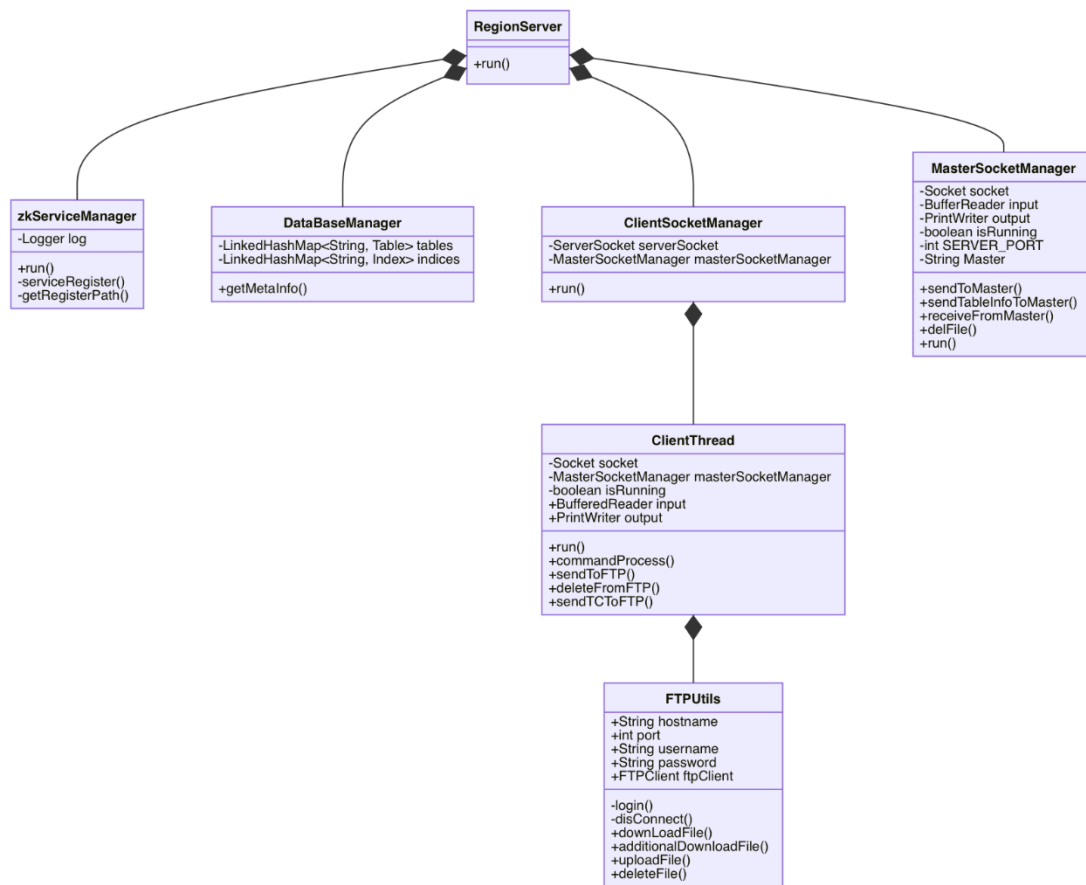 RegionServer
+run()
zkServiceManager
-Logger log
+run()
-serviceRegister()
-getRegisterPath()
DataBaseManager
-LinkedHashMap<String, Table> tables
-LinkedHashMap<String, Index> indices
+getMetaInfo()
ClientSocketManager
-ServerSocket serverSocket
-MasterSocketManager masterSocketManager
+run()
MasterSocketManager
-Socket socket
-BufferReader input
-PrintWriter output
-boolean isRunning
-int SERVER_PORT
-String Master
+sendToMaster()
+sendTableInfoToMaster()
+receiveFromMaster()
+delFile()
+run()
ClientThread
-Socket socket
-MasterSocketManager masterSocketManager
-boolean isRunning
+BufferedReader input
+PrintWriter output
+run()
+commandProcess()
+sendToFTP()
+deleteFromFTP()
+sendTCToFTP()
FTPUtils
+String hostname
+int port
+String username
+String password
+FTPClient ftpClient
-login()
-disConnect()
+downLoadFile()
+additionalDownloadFile()
+uploadFile()
+deleteFile()